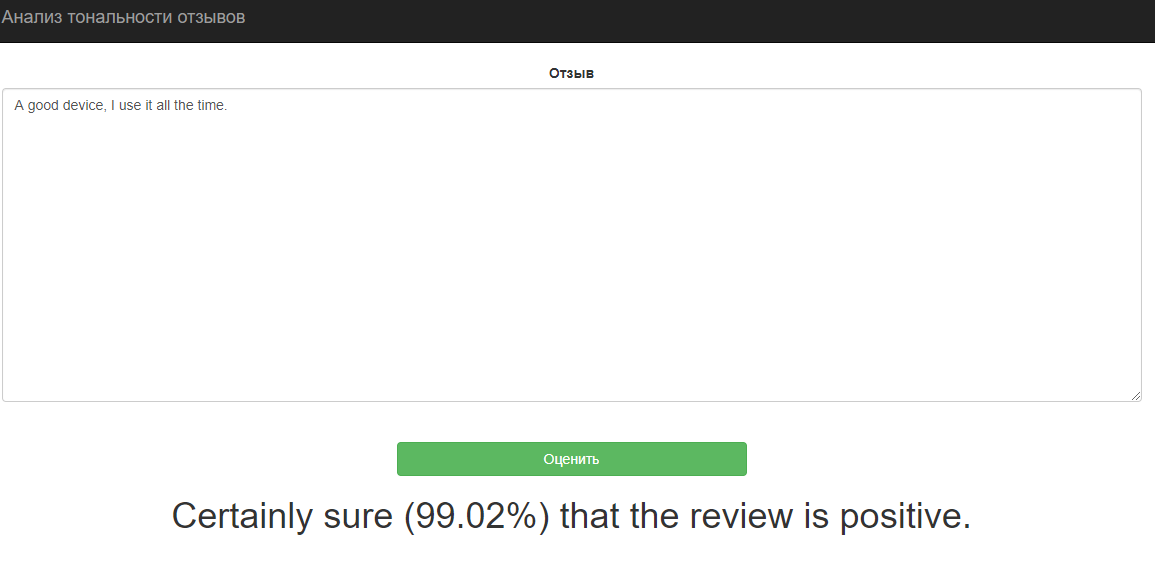 Анализ тональности отзывов
Отзыв
A good device, I use it all the time.
Оценить
Certainly sure (99.02%) that the review is positive.